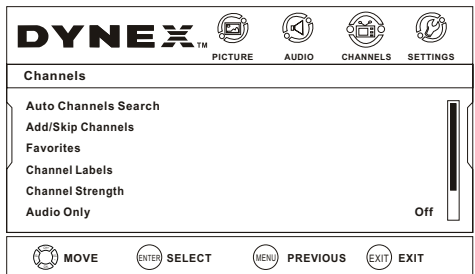 DYNEX™
PICTURE AUDIO CHANNELS SETTINGS
Channels
Auto Channels Search
Add/Skip Channels
Favorites
Channel Labels
Channel Strength
Audio Only Off
MOVE ENTER SELECT MENU PREVIOUS EXIT EXIT